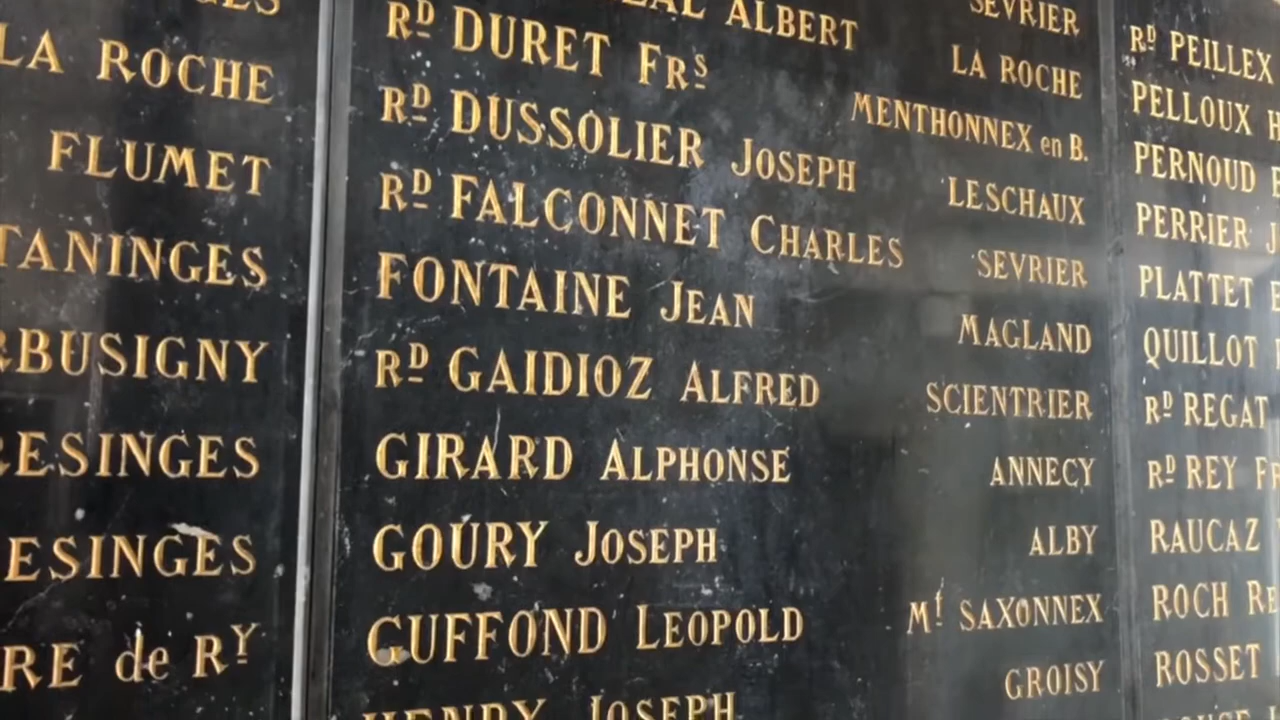 LA ROCHE
FLUMET
TANINGES
BUSIGNY
ESINGES
ESINGES
RE de RY
ALBERT LA ROCHE
SEVRIER
RD DURET FRS MENTHONNEX en B.
RD DUSSOLIER JOSEPH LESCHAUX
RD FALCONNET CHARLES SEVRIER
FONTAINE JEAN MAGLAND
RD GAIDIOZ ALFRED SCIENTRIER
GIRARD ALPHONSE ANNECY
GOURY JOSEPH ALBY
GUFFOND LEOPOLD Mt SAXONNEX
HENRY JOSEPH GROISY
RD PEILLEX
PELLOUX
PERNOUD
PERRIER J
PLATTET
QUILLOT
RD REGAT
RD REY FR
RAUCAZ
ROCH RE
ROSSET